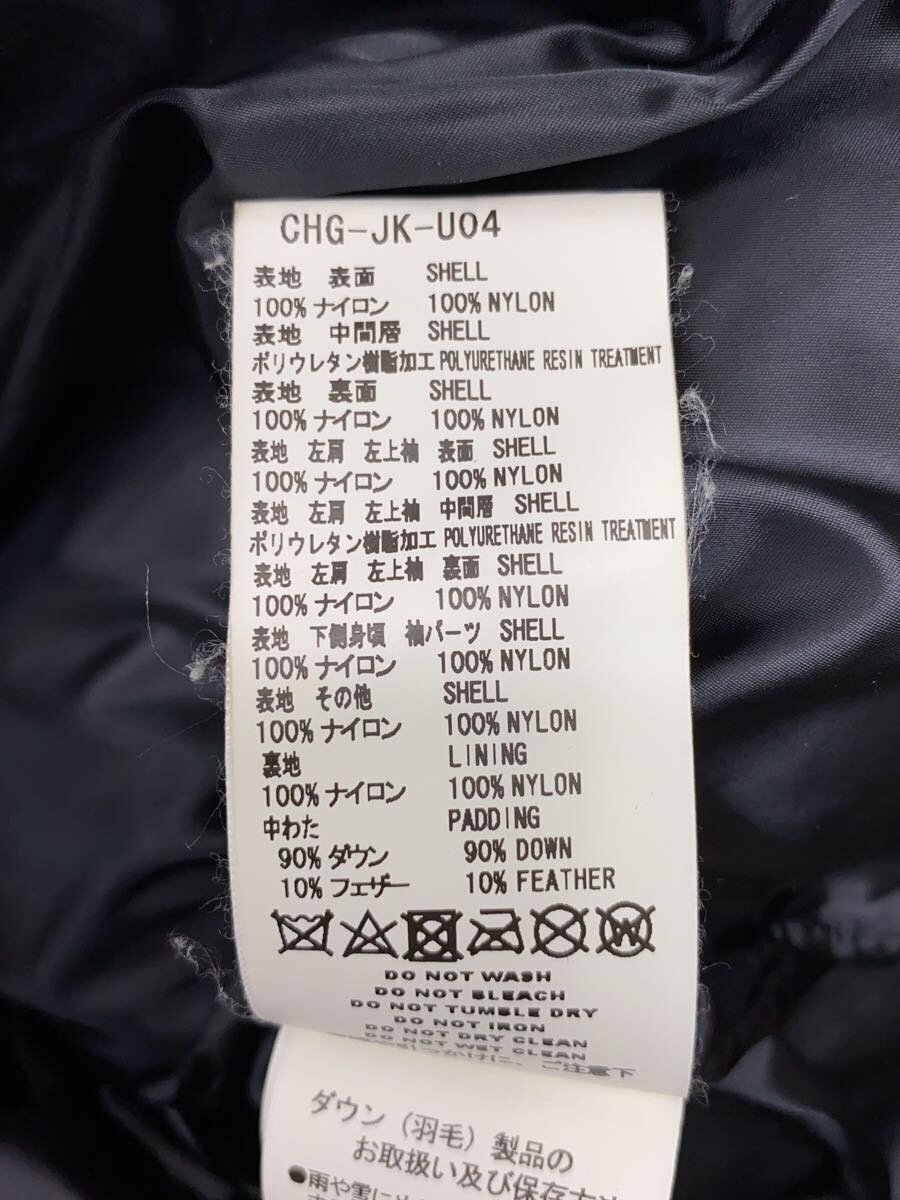 CHG-JK-U04
表地 表面 SHELL
100% ナイロン 100% NYLON
表地 中間層 SHELL
ポリウレタン樹脂加工 POLYURETHANE RESIN TREATMENT
表地 裏面 SHELL
100% ナイロン 100% NYLON
表地 左肩 左上袖 表面 SHELL
100% ナイロン 100% NYLON
表地 左肩 左上袖 中間層 SHELL
ポリウレタン樹脂加工 POLYURETHANE RESIN TREATMENT
表地 左肩 左上袖 裏面 SHELL
100% ナイロン 100% NYLON
表地 下側身頃 袖パーツ SHELL
100% ナイロン 100% NYLON
表地 その他 SHELL
100% ナイロン 100% NYLON
裏地 LINING
100% ナイロン 100% NYLON
中わた PADDING
90% ダウン 90% DOWN
10% フェザー 10% FEATHER
W
DO NOT WASH
DO NOT BLEACH
DO NOT TUMBLE DRY
DO NOT IRON
DO NOT DRY CLEAN
DO NOT WET CLEAN
ご注意下
ダウン（羽毛）製品の
お取扱い及び保存方法
●雨や雪に